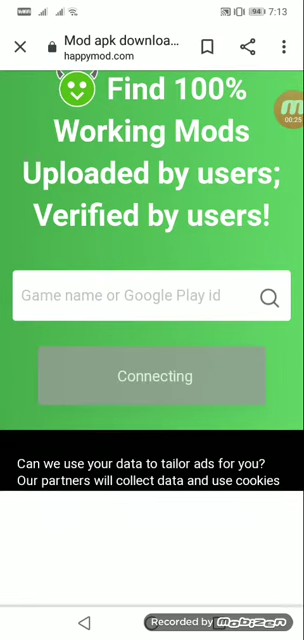 94 7:13
Mod apk downloa...
happymod.com
Find 100%
Working Mods
Uploaded by users;
Verified by users!
00:25
Game name or Google Play id
Connecting
Can we use your data to tailor ads for you?
Our partners will collect data and use cookies
Recorded by mobizen